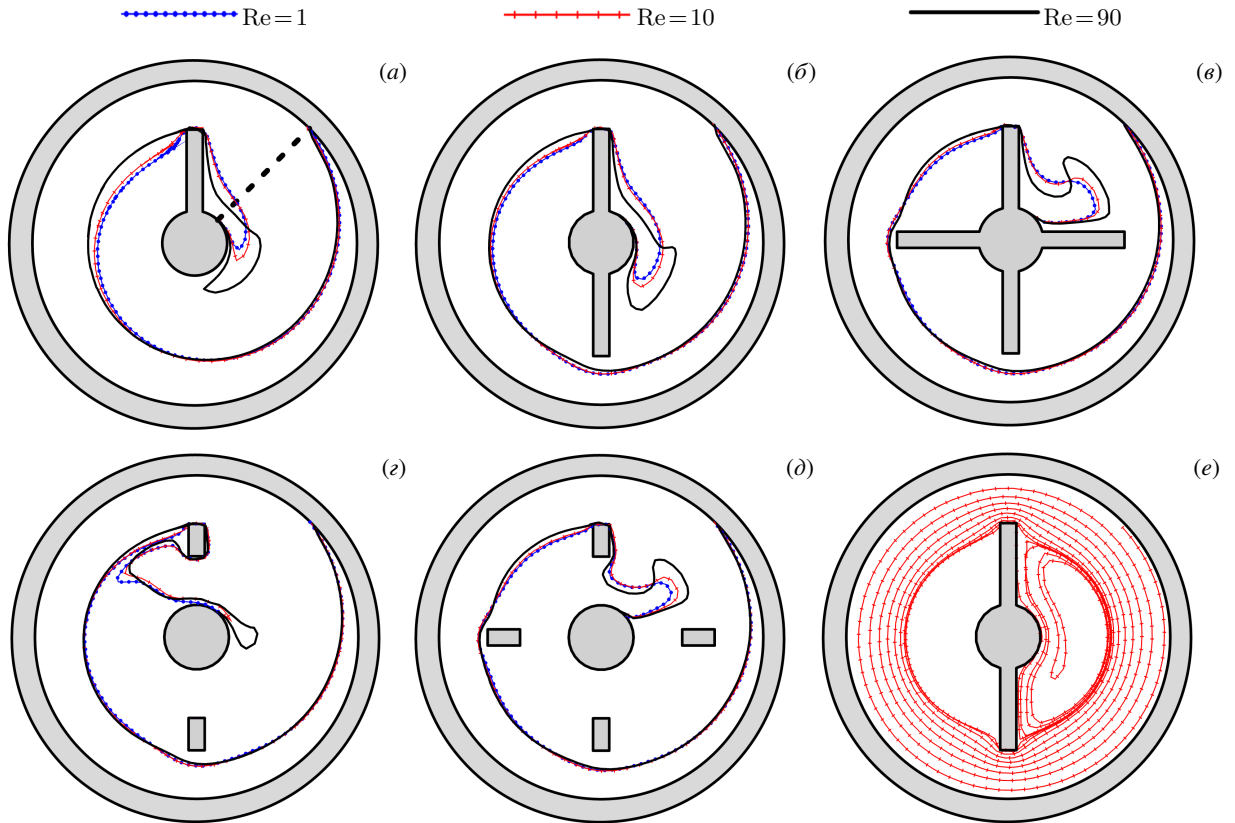 Re = 1 Re = 10 Re = 90
(а) (б) (в)
(г) (д) (е)